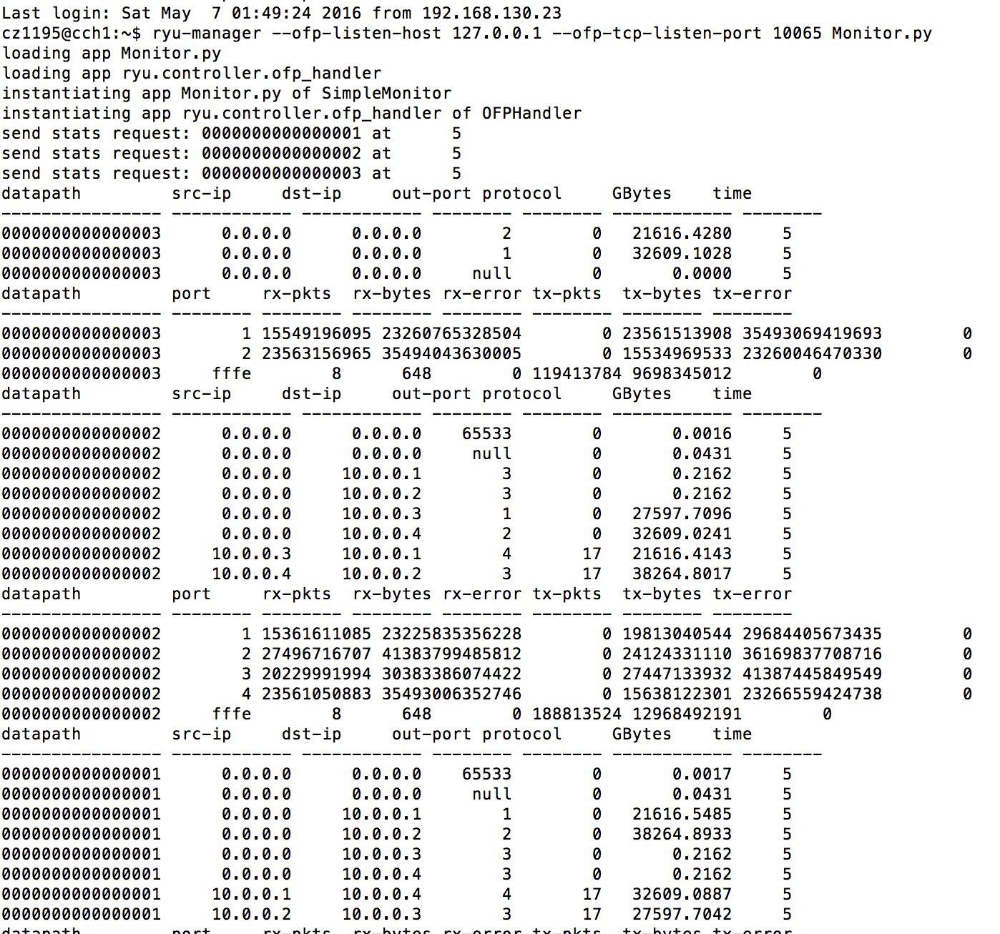 Last login: Sat May  7 01:49:24 2016 from 192.168.130.23
cz1195@cch1:~$ ryu-manager --ofp-listen-host 127.0.0.1 --ofp-tcp-listen-port 10065 Monitor.py
loading app Monitor.py
loading app ryu.controller.ofp_handler
instantiating app Monitor.py of SimpleMonitor
instantiating app ryu.controller.ofp_handler of OFPHandler
send stats request: 0000000000000001 at      5
send stats request: 0000000000000002 at      5
send stats request: 0000000000000003 at      5
datapath         src-ip     dst-ip     out-port protocol     GBytes    time
---------------- ------------ ------------ -------- -------- ------------ --------
0000000000000003      0.0.0.0      0.0.0.0        2        0   21616.4280     5
0000000000000003      0.0.0.0      0.0.0.0        1        0   32609.1028     5
0000000000000003      0.0.0.0      0.0.0.0     null        0       0.0000     5
datapath         port     rx-pkts  rx-bytes rx-error tx-pkts  tx-bytes tx-error
---------------- -------- -------- -------- -------- -------- -------- --------
0000000000000003        1 15549196095 23260765328504        0 23561513908 35493069419693        0
0000000000000003        2 23563156965 35494043630005        0 15534969533 23260046470330        0
0000000000000003     fffe        8      648        0 119413784 9698345012        0
datapath         src-ip     dst-ip     out-port protocol     GBytes    time
---------------- ------------ ------------ -------- -------- ------------ --------
0000000000000002      0.0.0.0      0.0.0.0    65533        0       0.0016     5
0000000000000002      0.0.0.0      0.0.0.0     null        0       0.0431     5
0000000000000002      0.0.0.0     10.0.0.1        3        0       0.2162     5
0000000000000002      0.0.0.0     10.0.0.2        3        0       0.2162     5
0000000000000002      0.0.0.0     10.0.0.3        1        0   27597.7096     5
0000000000000002      0.0.0.0     10.0.0.4        2        0   32609.0241     5
0000000000000002     10.0.0.3     10.0.0.1        4       17   21616.4143     5
0000000000000002     10.0.0.4     10.0.0.2        3       17   38264.8017     5
datapath         port     rx-pkts  rx-bytes rx-error tx-pkts  tx-bytes tx-error
---------------- -------- -------- -------- -------- -------- -------- --------
0000000000000002        1 15361611085 23225835356228        0 19813040544 29684405673435        0
0000000000000002        2 27496716707 41383799485812        0 24124331110 36169837708716        0
0000000000000002        3 20229991994 30383386074422        0 27447133932 41387445849549        0
0000000000000002        4 23561050883 35493006352746        0 15638122301 23266559424738        0
0000000000000002     fffe        8      648        0 188813524 12968492191        0
datapath         src-ip     dst-ip     out-port protocol     GBytes    time
---------------- ------------ ------------ -------- -------- ------------ --------
0000000000000001      0.0.0.0      0.0.0.0    65533        0       0.0017     5
0000000000000001      0.0.0.0      0.0.0.0     null        0       0.0431     5
0000000000000001      0.0.0.0     10.0.0.1        1        0   21616.5485     5
0000000000000001      0.0.0.0     10.0.0.2        2        0   38264.8933     5
0000000000000001      0.0.0.0     10.0.0.3        3        0       0.2162     5
0000000000000001      0.0.0.0     10.0.0.4        3        0       0.2162     5
0000000000000001     10.0.0.1     10.0.0.4        4       17   32609.0887     5
0000000000000001     10.0.0.2     10.0.0.3        3       17   27597.7042     5
datapath         port     rx-pkts  rx-bytes rx-error tx-pkts  tx-bytes tx-error